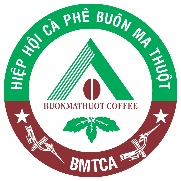 HIỆP HỘI CÀ PHÊ BUÔN MA THUỘT
BUONMATHUOT COFFEE
BMTCA